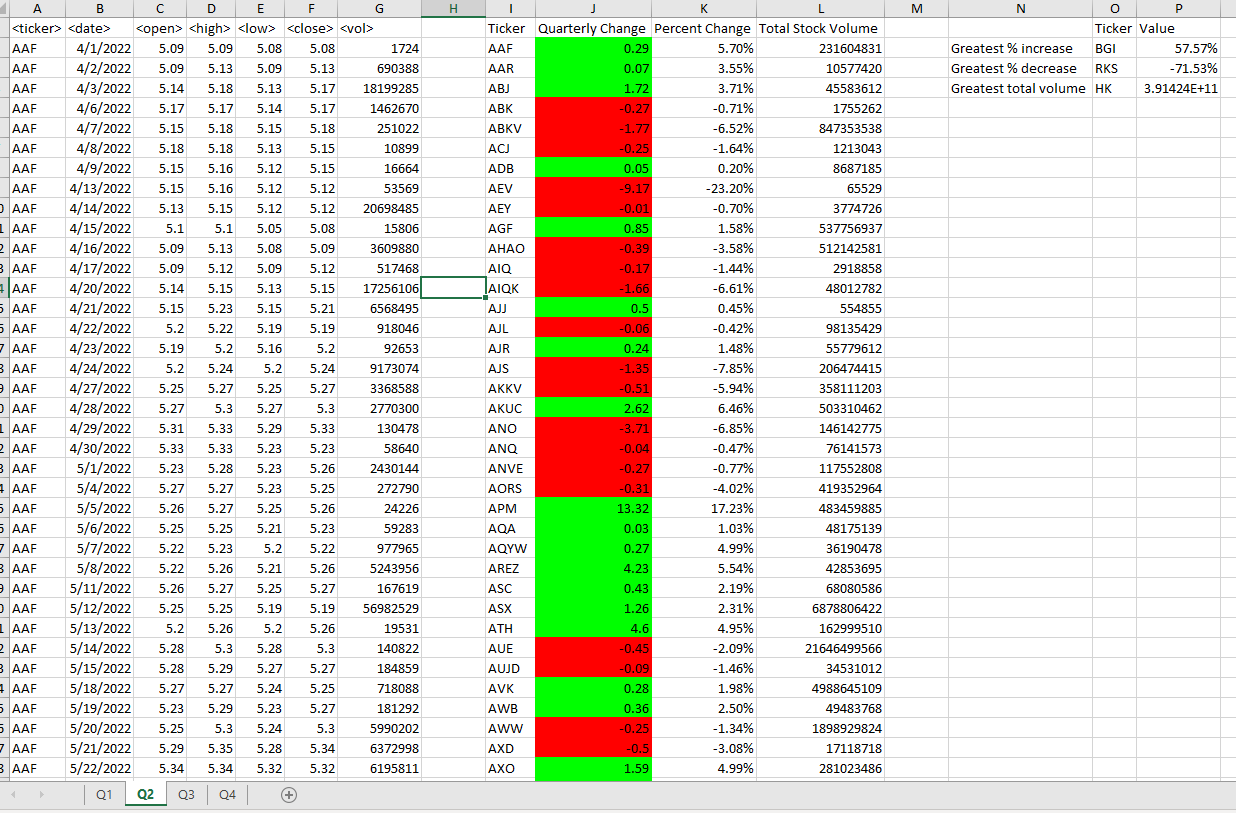 A B C D E F G H I J K L M N O P
<ticker> <date> <open> <high> <low> <close> <vol> Ticker Quarterly Change Percent Change Total Stock Volume Ticker Value
AAF 4/1/2022 5.09 5.09 5.08 5.08 1724 AAF 0.29 5.70% 231604831 Greatest % increase BGI 57.57%
AAF 4/2/2022 5.09 5.13 5.09 5.13 690388 AAR 0.07 3.55% 10577420 Greatest % decrease RKS -71.53%
AAF 4/3/2022 5.14 5.18 5.13 5.17 18199285 ABJ 1.72 3.71% 45583612 Greatest total volume HK 3.91424E+11
AAF 4/6/2022 5.17 5.17 5.14 5.17 1462670 ABK -0.27 -0.71% 1755262
AAF 4/7/2022 5.15 5.18 5.15 5.18 251022 ABKV -1.77 -6.52% 847353538
AAF 4/8/2022 5.18 5.18 5.13 5.15 10899 ACJ -0.25 -1.64% 1213043
AAF 4/9/2022 5.15 5.16 5.12 5.15 16664 ADB 0.05 0.20% 8687185
AAF 4/13/2022 5.15 5.16 5.12 5.12 53569 AEV -9.17 -23.20% 65529
AAF 4/14/2022 5.13 5.15 5.12 5.12 20698485 AEY -0.01 -0.70% 3774726
AAF 4/15/2022 5.1 5.1 5.05 5.08 15806 AGF 0.85 1.58% 537756937
AAF 4/16/2022 5.09 5.13 5.08 5.09 3609880 AHAO -0.39 -3.58% 512142581
AAF 4/17/2022 5.09 5.12 5.09 5.12 517468 AIQ -0.17 -1.44% 2918858
AAF 4/20/2022 5.14 5.15 5.13 5.15 17256106 AIQK -1.66 -6.61% 48012782
AAF 4/21/2022 5.15 5.23 5.15 5.21 6568495 AJJ 0.5 0.45% 554855
AAF 4/22/2022 5.2 5.22 5.19 5.19 918046 AJL -0.06 -0.42% 98135429
AAF 4/23/2022 5.19 5.2 5.16 5.2 92653 AJR 0.24 1.48% 55779612
AAF 4/24/2022 5.2 5.24 5.2 5.24 9173074 AJS -1.35 -7.85% 206474415
AAF 4/27/2022 5.25 5.27 5.25 5.27 3368588 AKKV -0.51 -5.94% 358111203
AAF 4/28/2022 5.27 5.3 5.27 5.3 2770300 AKUC 2.62 6.46% 503310462
AAF 4/29/2022 5.31 5.33 5.29 5.33 130478 ANO -3.71 -6.85% 146142775
AAF 4/30/2022 5.33 5.33 5.23 5.23 58640 ANQ -0.04 -0.47% 76141573
AAF 5/1/2022 5.23 5.28 5.23 5.26 2430144 ANVE -0.27 -0.77% 117552808
AAF 5/4/2022 5.27 5.27 5.23 5.25 272790 AORS -0.31 -4.02% 419352964
AAF 5/5/2022 5.26 5.27 5.25 5.26 24226 APM 13.32 17.23% 483459885
AAF 5/6/2022 5.25 5.25 5.21 5.23 59283 AQA 0.03 1.03% 48175139
AAF 5/7/2022 5.22 5.23 5.2 5.22 977965 AQYW 0.27 4.99% 36190478
AAF 5/8/2022 5.22 5.26 5.21 5.26 5243956 AREZ 4.23 5.54% 42853695
AAF 5/11/2022 5.26 5.27 5.25 5.27 167619 ASC 0.43 2.19% 68080586
AAF 5/12/2022 5.25 5.25 5.19 5.19 56982529 ASX 1.26 2.31% 6878806422
AAF 5/13/2022 5.2 5.26 5.2 5.26 19531 ATH 4.6 4.95% 162999510
AAF 5/14/2022 5.28 5.3 5.28 5.3 140822 AUE -0.45 -2.09% 21646499566
AAF 5/15/2022 5.28 5.29 5.27 5.27 184859 AUJD -0.09 -1.46% 34531012
AAF 5/18/2022 5.27 5.27 5.24 5.25 718088 AVK 0.28 1.98% 4988645109
AAF 5/19/2022 5.23 5.29 5.23 5.27 181292 AWB 0.36 2.50% 49483768
AAF 5/20/2022 5.25 5.3 5.24 5.3 5990202 AWW -0.25 -1.34% 1898929824
AAF 5/21/2022 5.29 5.35 5.28 5.34 6372998 AXD -0.5 -3.08% 17118718
AAF 5/22/2022 5.34 5.34 5.32 5.32 6195811 AXO 1.59 4.99% 281023486
Q1 Q2 Q3 Q4